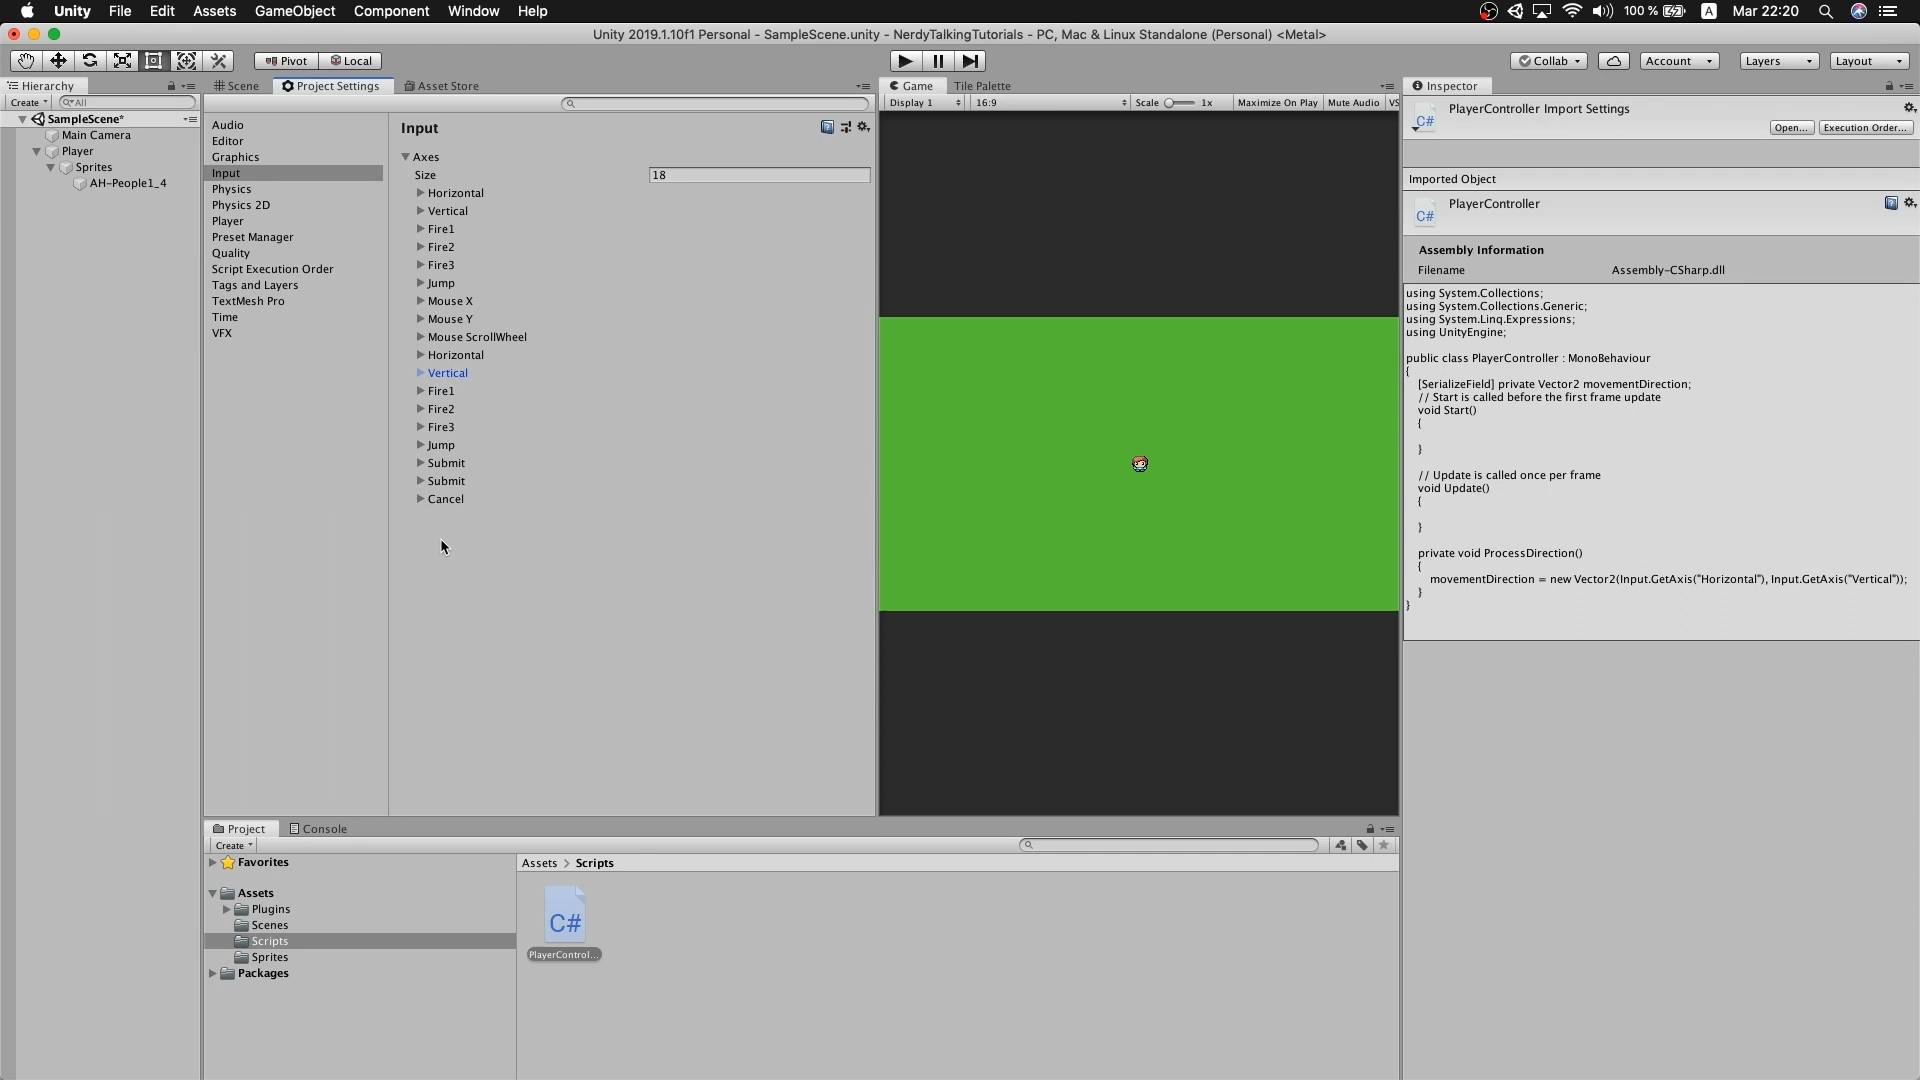 Unity File Edit Assets GameObject Component Window Help
100 % A Mar 22:20
Unity 2019.1.10f1 Personal - SampleScene.unity - NerdyTalkingTutorials - PC, Mac & Linux Standalone (Personal) <Metal>
Pivot Local
Collab Account Layers Layout
Hierarchy
Create All
SampleScene*
Main Camera
Player
Sprites
AH-People1_4
Scene Project Settings Asset Store
Audio
Editor
Graphics
Input
Physics
Physics 2D
Player
Preset Manager
Quality
Script Execution Order
Tags and Layers
TextMesh Pro
Time
VFX
Input
Axes
Size 18
Horizontal
Vertical
Fire1
Fire2
Fire3
Jump
Mouse X
Mouse Y
Mouse ScrollWheel
Horizontal
Vertical
Fire1
Fire2
Fire3
Jump
Submit
Submit
Cancel
Game Tile Palette
Display 1 16:9 Scale 1x Maximize On Play Mute Audio VS
Inspector
PlayerController Import Settings
C#
Open... Execution Order...
Imported Object
PlayerController
C#
Assembly Information
Filename Assembly-CSharp.dll
using System.Collections;
using System.Collections.Generic;
using System.Linq.Expressions;
using UnityEngine;
public class PlayerController : MonoBehaviour
{
[SerializeField] private Vector2 movementDirection;
// Start is called before the first frame update
void Start()
{
}
// Update is called once per frame
void Update()
{
}
private void ProcessDirection()
{
movementDirection = new Vector2(Input.GetAxis("Horizontal"), Input.GetAxis("Vertical"));
}
}
Project Console
Create
Favorites
Assets
Plugins
Scenes
Scripts
Sprites
Packages
Assets > Scripts
C#
PlayerControl...